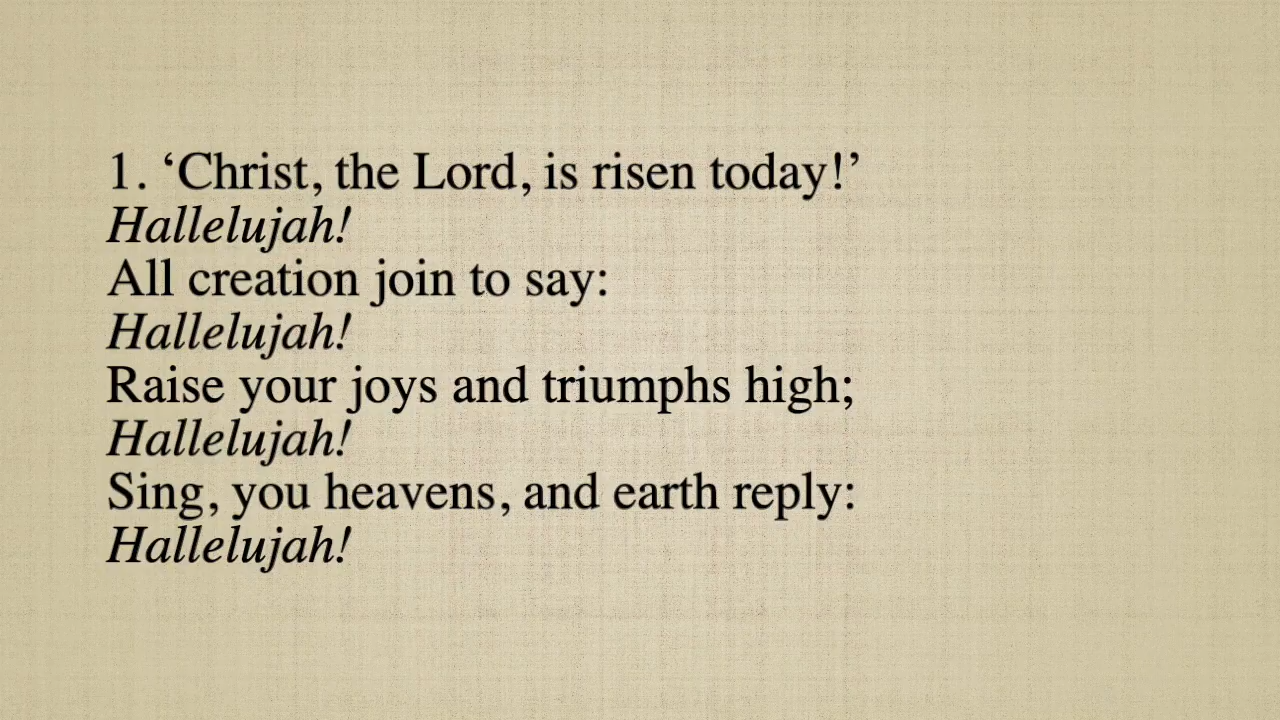 1. ‘Christ, the Lord, is risen today!’
Hallelujah!
All creation join to say:
Hallelujah!
Raise your joys and triumphs high;
Hallelujah!
Sing, you heavens, and earth reply:
Hallelujah!